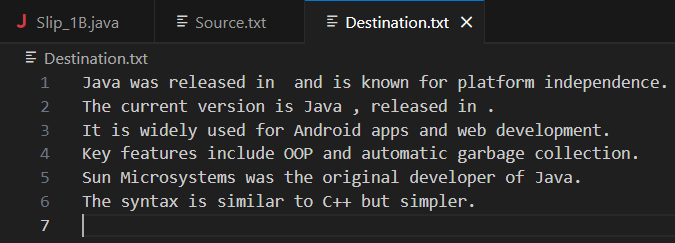 J Slip_1B.java Source.txt Destination.txt
Destination.txt
1 Java was released in  and is known for platform independence.
2 The current version is Java , released in .
3 It is widely used for Android apps and web development.
4 Key features include OOP and automatic garbage collection.
5 Sun Microsystems was the original developer of Java.
6 The syntax is similar to C++ but simpler.
7